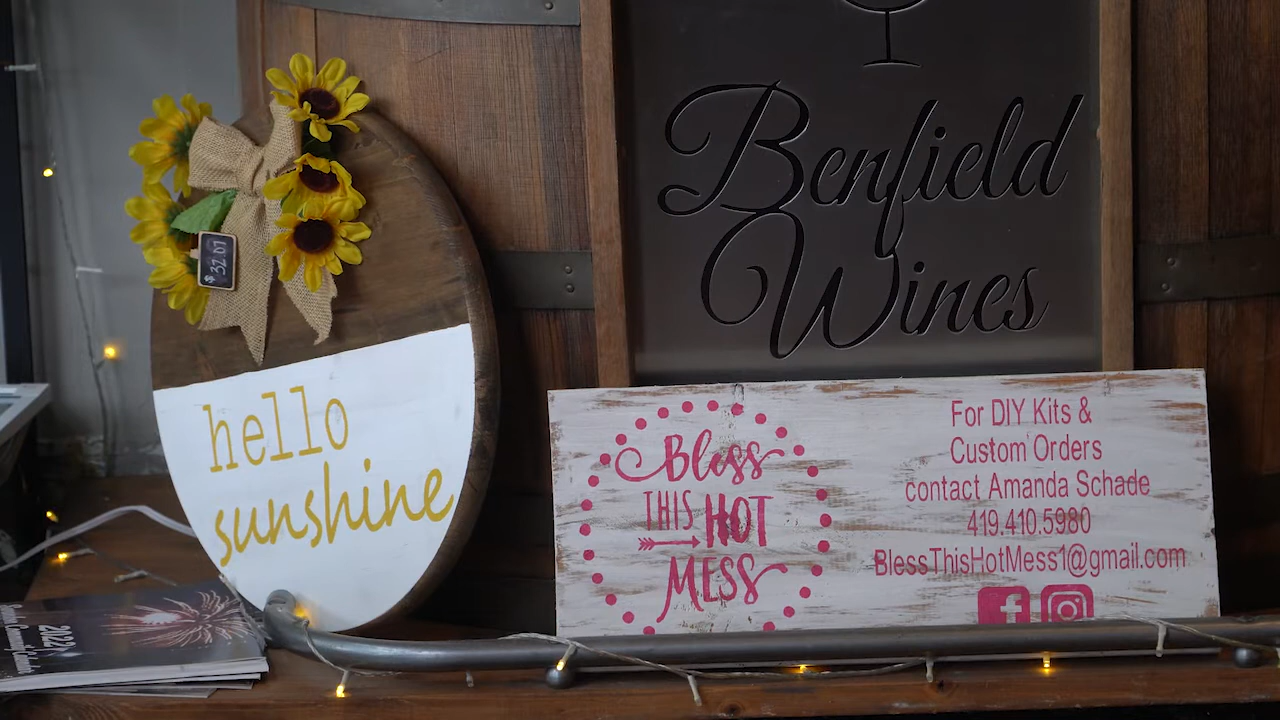 Benfield
Wines
$32.07
hello
sunshine
Bless
THIS HOT
MESS
For DIY Kits &
Custom Orders
contact Amanda Schade
419.410.5980
BlessThisHotMess1@gmail.com
2022